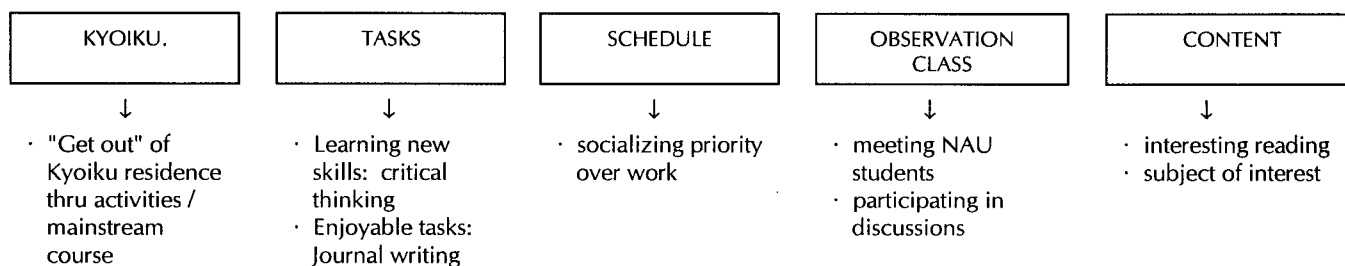 KYOIKU.
↓
· "Get out" of
Kyoiku residence
thru activities /
mainstream
course
TASKS
↓
· Learning new
skills: critical
thinking
· Enjoyable tasks:
Journal writing
SCHEDULE
↓
· socializing priority
over work
OBSERVATION
CLASS
↓
· meeting NAU
students
· participating in
discussions
CONTENT
↓
· interesting reading
· subject of interest